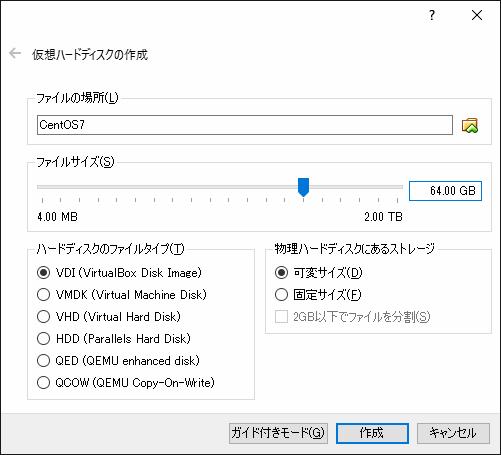 ?
仮想ハードディスクの作成
ファイルの場所(L)
CentOS7
ファイルサイズ(S)
64.00 GB
4.00 MB 2.00 TB
ハードディスクのファイルタイプ(T) 物理ハードディスクにあるストレージ
VDI (VirtualBox Disk Image) 可変サイズ(D)
VMDK (Virtual Machine Disk) 固定サイズ(F)
VHD (Virtual Hard Disk) 2GB以下でファイルを分割(S)
HDD (Parallels Hard Disk)
QED (QEMU enhanced disk)
QCOW (QEMU Copy-On-Write)
ガイド付きモード(G) 作成 キャンセル